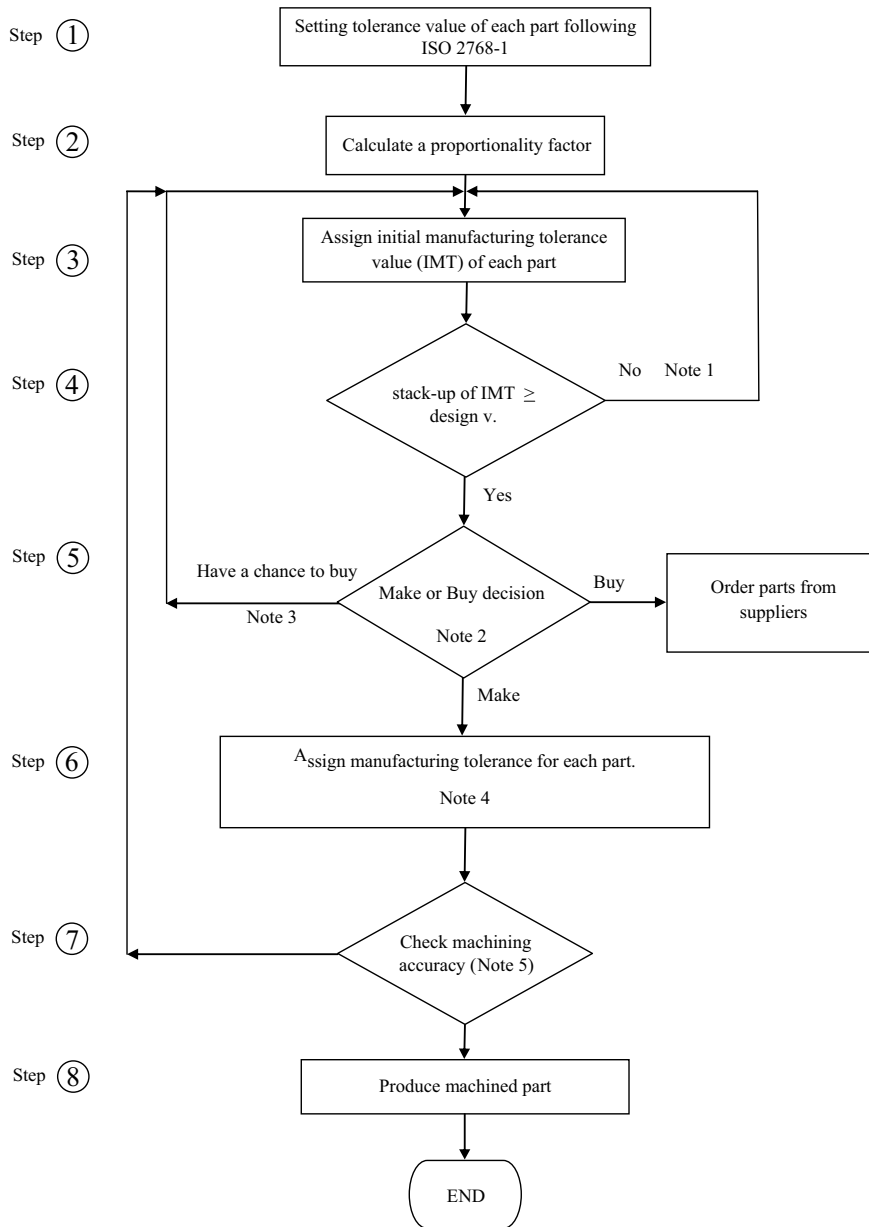 Step ①
Setting tolerance value of each part following
ISO 2768-1
Step ②
Calculate a proportionality factor
Step ③
Assign initial manufacturing tolerance
value (IMT) of each part
Step ④
stack-up of IMT ≥
design v.
No Note 1
Yes
Step ⑤
Have a chance to buy
Note 3
Make or Buy decision
Note 2
Buy
Order parts from
suppliers
Make
Step ⑥
Assign manufacturing tolerance for each part.
Note 4
Step ⑦
Check machining
accuracy (Note 5)
Step ⑧
Produce machined part
END